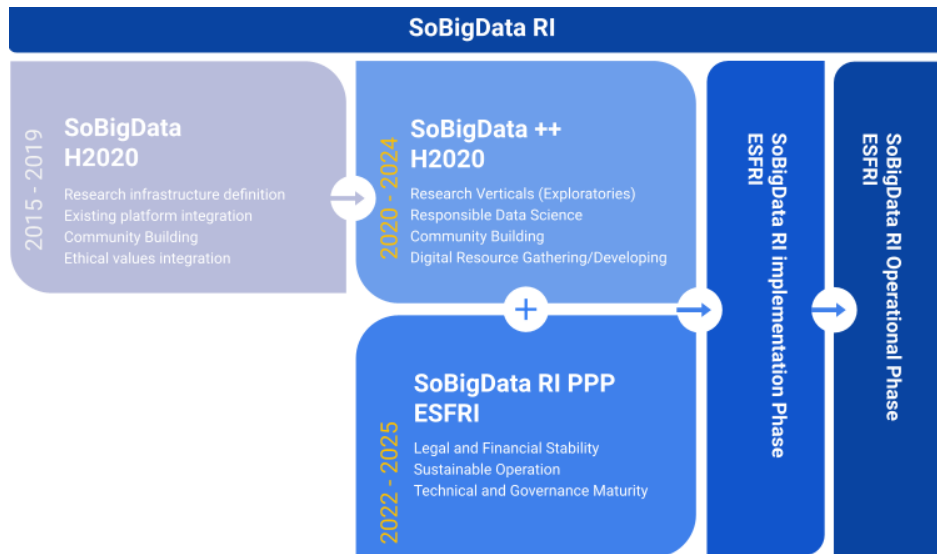 SoBigData RI
2015 - 2019
SoBigData
H2020
Research infrastructure definition
Existing platform integration
Community Building
Ethical values integration
2020 - 2024
SoBigData ++
H2020
Research Verticals (Exploratories)
Responsible Data Science
Community Building
Digital Resource Gathering/Developing
2022 - 2025
SoBigData RI PPP
ESFRI
Legal and Financial Stability
Sustainable Operation
Technical and Governance Maturity
SoBigData RI implementation Phase
ESFRI
SoBigData RI Operational Phase
ESFRI